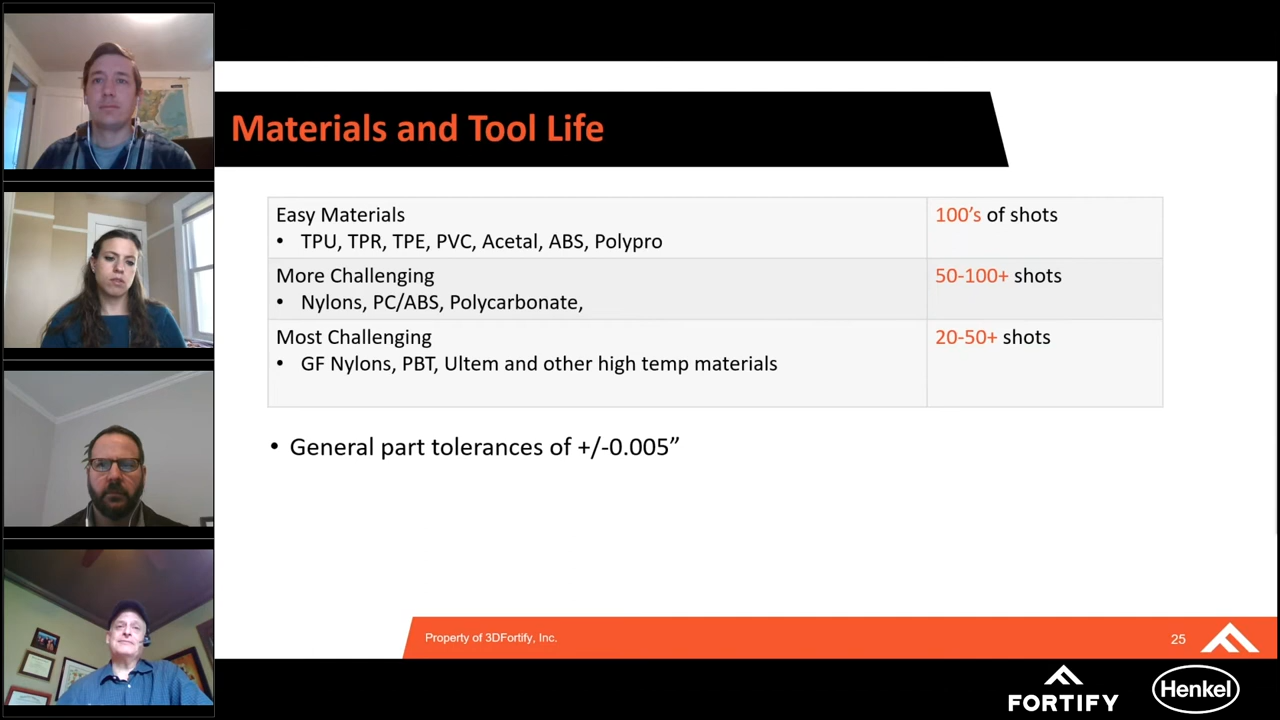 Materials and Tool Life
Easy Materials
• TPU, TPR, TPE, PVC, Acetal, ABS, Polypro
100’s of shots
More Challenging
• Nylons, PC/ABS, Polycarbonate,
50-100+ shots
Most Challenging
• GF Nylons, PBT, Ultem and other high temp materials
20-50+ shots
• General part tolerances of +/-0.005”
Property of 3DFortify, Inc.
25
FORTIFY
Henkel